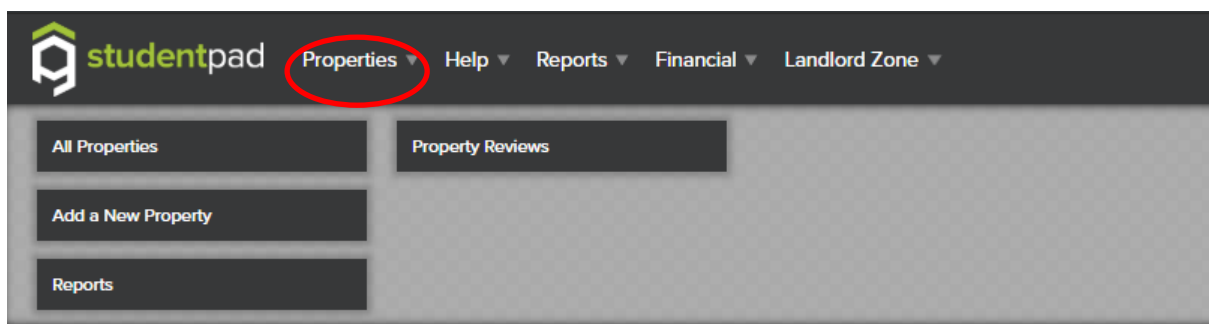 studentpad Properties Help Reports Financial Landlord Zone
All Properties Property Reviews
Add a New Property
Reports